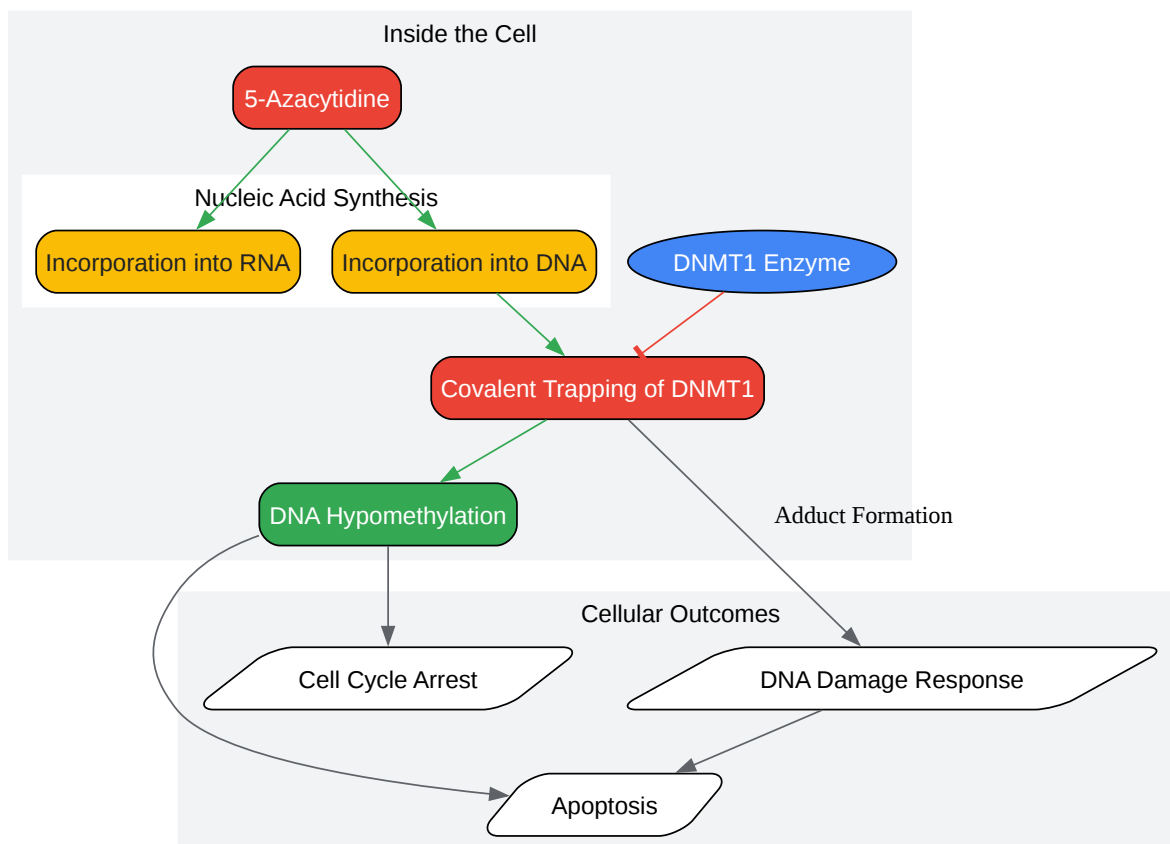 Inside the Cell
5-Azacytidine
Nucleic Acid Synthesis
Incorporation into RNA
Incorporation into DNA
DNMT1 Enzyme
Covalent Trapping of DNMT1
DNA Hypomethylation
Adduct Formation
Cellular Outcomes
Cell Cycle Arrest
DNA Damage Response
Apoptosis